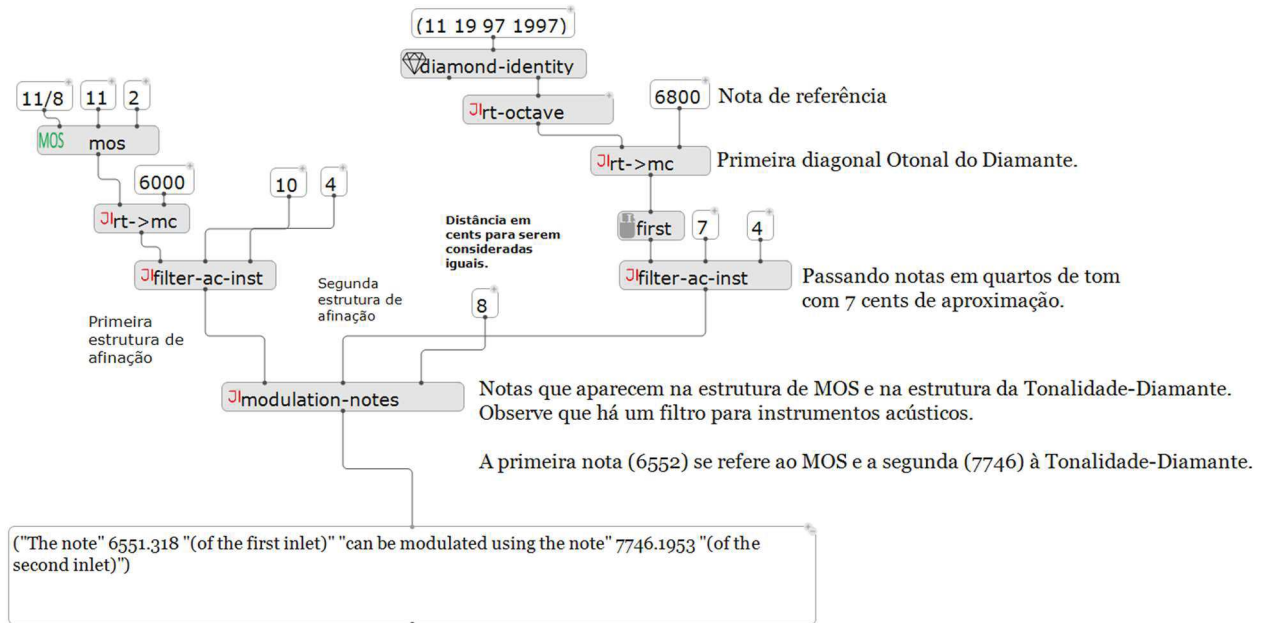 (11 19 97 1997)
diamond-identity
11/8
11
2
JI rt-octave
6800
Nota de referência
MOS mos
JI rt->mc
Primeira diagonal Otonal do Diamante.
6000
10
4
JI rt->mc
Distância em
cents para serem
consideradas
iguais.
first
7
4
JI filter-ac-inst
JI filter-ac-inst
Passando notas em quartos de tom
com 7 cents de aproximação.
Segunda
estrutura de
afinação
8
Primeira
estrutura de
afinação
JI modulation-notes
Notas que aparecem na estrutura de MOS e na estrutura da Tonalidade-Diamante.
Observe que há um filtro para instrumentos acústicos.
A primeira nota (6552) se refere ao MOS e a segunda (7746) à Tonalidade-Diamante.
("The note" 6551.318 "(of the first inlet)" "can be modulated using the note" 7746.1953 "(of the
second inlet)")